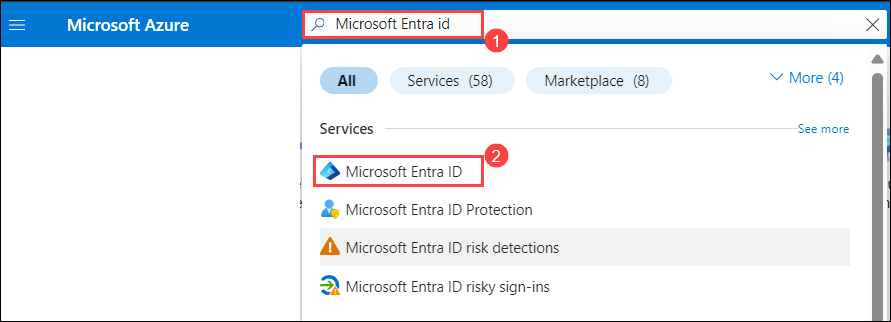 Microsoft Azure
Microsoft Entra id
1
All
Services (58)
Marketplace (8)
More (4)
Services
See more
2
Microsoft Entra ID
Microsoft Entra ID Protection
Microsoft Entra ID risk detections
Microsoft Entra ID risky sign-ins